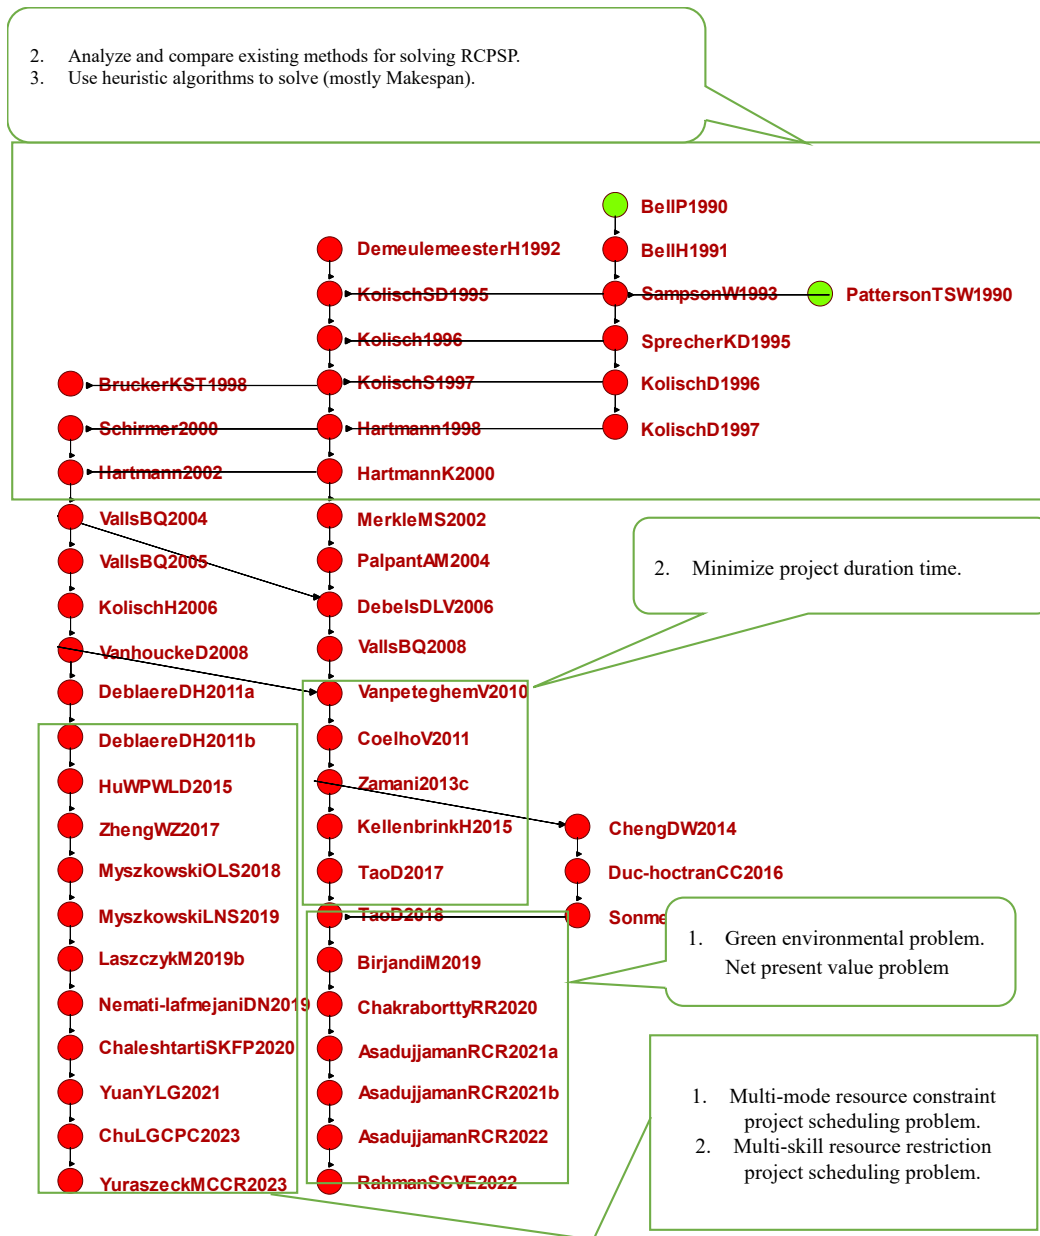 2. Analyze and compare existing methods for solving RCPSP.
3. Use heuristic algorithms to solve (mostly Makespan).
BellP1990
DemeulemeesterH1992
BellH1991
KolischSD1995
SampsonW1993
PattersonTSW1990
Kolisch1996
SprecherKD1995
BruckerKST1998
KolischS1997
KolischD1996
Schirmer2000
Hartmann1998
KolischD1997
Hartmann2002
HartmannK2000
VallsBQ2004
MerkleMS2002
VallsBQ2005
PalpantAM2004
2. Minimize project duration time.
KolischH2006
DebelsDLV2006
VanhouckeD2008
VallsBQ2008
DeblaereDH2011a
VanpeteghemV2010
DeblaereDH2011b
CoelhoV2011
HuWPWLD2015
Zamani2013c
ZhengWZ2017
KellenbrinkH2015
ChengDW2014
MyszkowskiOLS2018
TaoD2017
Duc-hoctranCC2016
MyszkowskiLNS2019
TaoD2018
1. Green environmental problem.
Net present value problem
LaszczykM2019b
BirjandiM2019
Nemati-lafmejaniDN2019
ChakraborttyRR2020
ChaleshtartiSKFP2020
AsadujjamanRCR2021a
YuanYLG2021
AsadujjamanRCR2021b
1. Multi-mode resource constraint
project scheduling problem.
2. Multi-skill resource restriction
project scheduling problem.
ChuLGCPC2023
AsadujjamanRCR2022
YuraszeckMCCR2023
RahmanSCVE2022